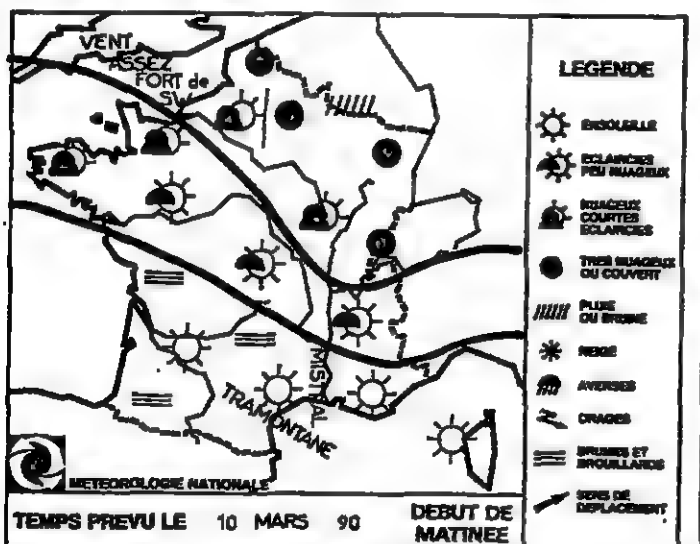 VENT
ASSEZ
FORT de
SW
MISTRAL
TRAMONTANE
METEOROLOGIE NATIONALE
TEMPS PREVU LE 10 MARS 90 DEBUT DE
MATINEE
LEGENDE
ENSOLEILLE
ECLAIRCIES
PEU NUAGEUX
NUAGEUX
COURTES
ECLAIRCIES
TRES NUAGEUX
OU COUVERT
PLUIE
OU BRUINE
NEIGE
AVERSES
ORAGES
BRUMES ET
BROUILLARDS
SENS DE
DEPLACEMENT